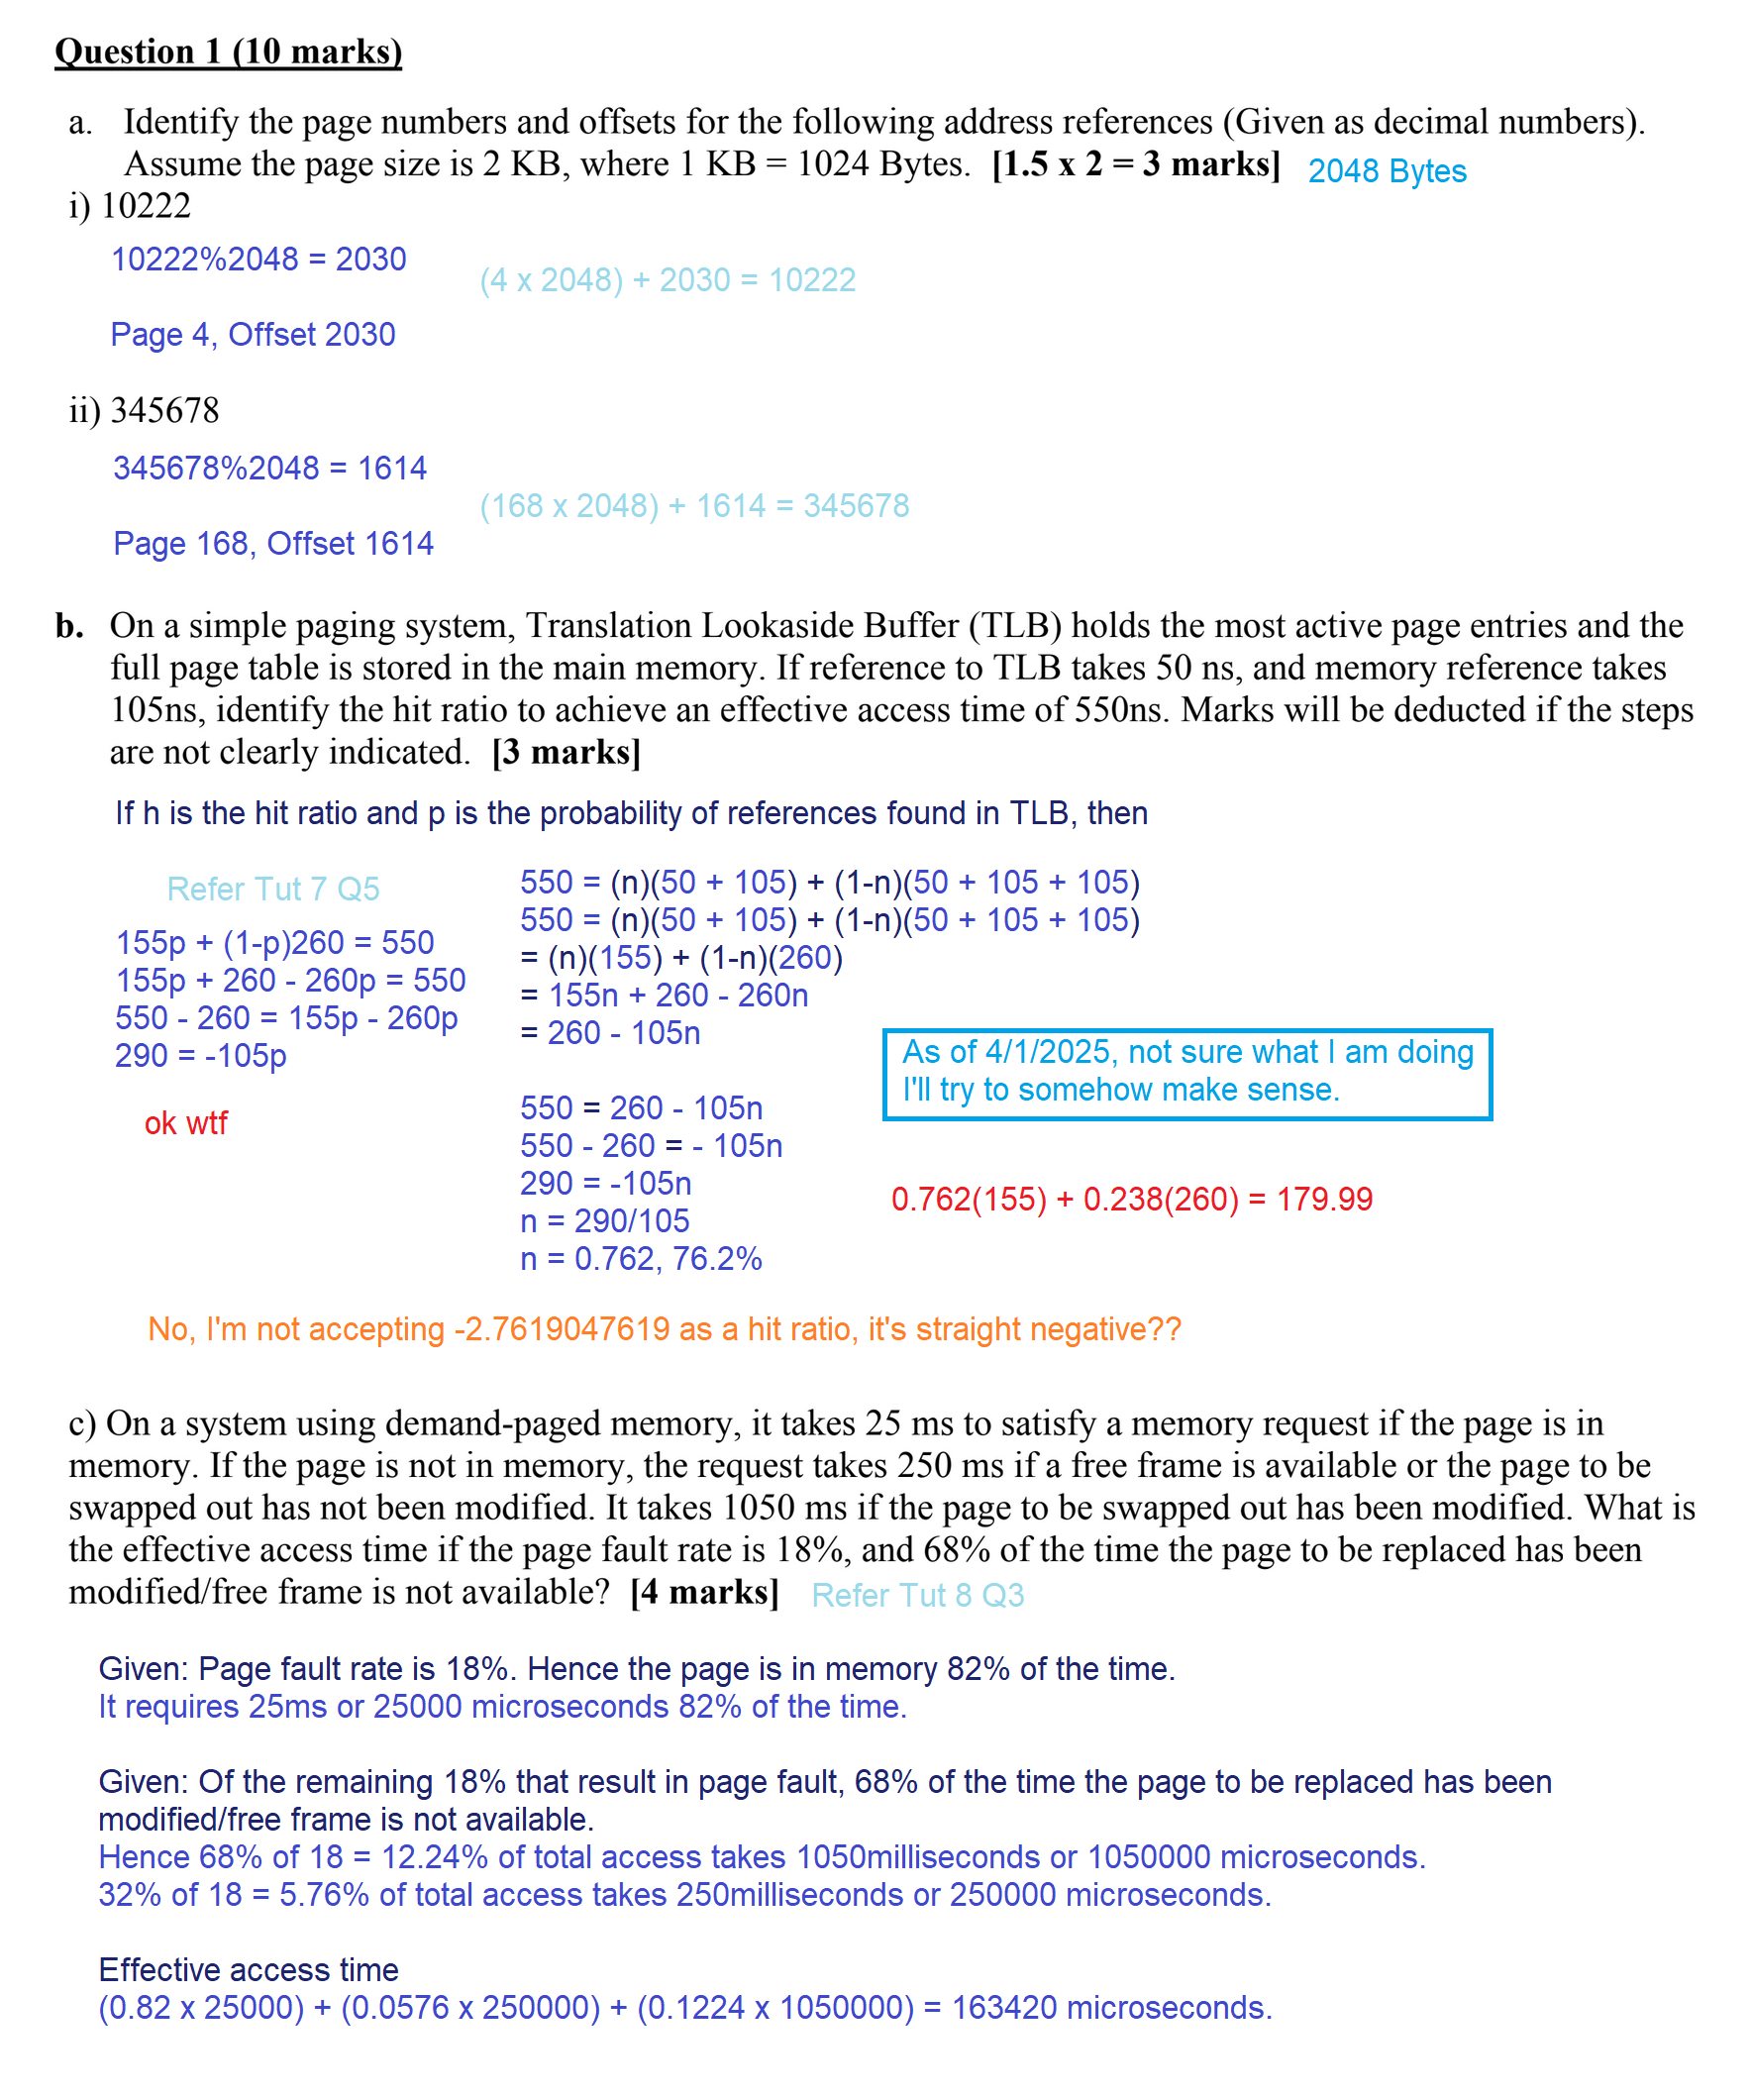 Question 1 (10 marks)
a. Identify the page numbers and offsets for the following address references (Given as decimal numbers).
Assume the page size is 2 KB, where 1 KB = 1024 Bytes. [1.5 x 2 = 3 marks] 2048 Bytes
i) 10222
10222%2048 = 2030
(4 x 2048) + 2030 = 10222
Page 4, Offset 2030
ii) 345678
345678%2048 = 1614
(168 x 2048) + 1614 = 345678
Page 168, Offset 1614
b. On a simple paging system, Translation Lookaside Buffer (TLB) holds the most active page entries and the
full page table is stored in the main memory. If reference to TLB takes 50 ns, and memory reference takes
105ns, identify the hit ratio to achieve an effective access time of 550ns. Marks will be deducted if the steps
are not clearly indicated. [3 marks]
If h is the hit ratio and p is the probability of references found in TLB, then
Refer Tut 7 Q5
155p + (1-p)260 = 550
155p + 260 - 260p = 550
550 - 260 = 155p - 260p
290 = -105p
ok wtf
550 = (n)(50 + 105) + (1-n)(50 + 105 + 105)
550 = (n)(50 + 105) + (1-n)(50 + 105 + 105)
= (n)(155) + (1-n)(260)
= 155n + 260 - 260n
= 260 - 105n
550 = 260 - 105n
550 - 260 = - 105n
290 = -105n
n = 290/105
n = 0.762, 76.2%
As of 4/1/2025, not sure what I am doing
I'll try to somehow make sense.
0.762(155) + 0.238(260) = 179.99
No, I'm not accepting -2.7619047619 as a hit ratio, it's straight negative??
c) On a system using demand-paged memory, it takes 25 ms to satisfy a memory request if the page is in
memory. If the page is not in memory, the request takes 250 ms if a free frame is available or the page to be
swapped out has not been modified. It takes 1050 ms if the page to be swapped out has been modified. What is
the effective access time if the page fault rate is 18%, and 68% of the time the page to be replaced has been
modified/free frame is not available? [4 marks] Refer Tut 8 Q3
Given: Page fault rate is 18%. Hence the page is in memory 82% of the time.
It requires 25ms or 25000 microseconds 82% of the time.
Given: Of the remaining 18% that result in page fault, 68% of the time the page to be replaced has been
modified/free frame is not available.
Hence 68% of 18 = 12.24% of total access takes 1050milliseconds or 1050000 microseconds.
32% of 18 = 5.76% of total access takes 250milliseconds or 250000 microseconds.
Effective access time
(0.82 x 25000) + (0.0576 x 250000) + (0.1224 x 1050000) = 163420 microseconds.